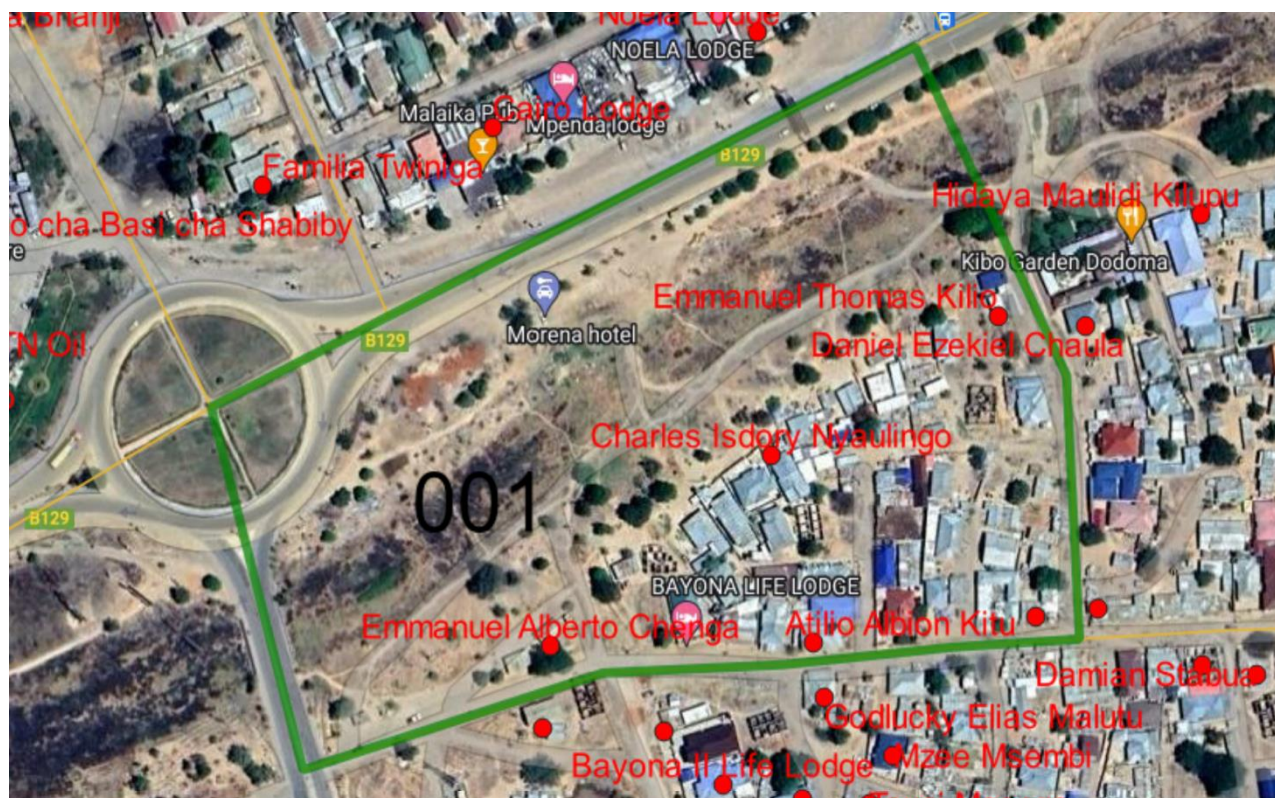 a Bhanji
Noela Lodge
NOELA LODGE
Malaika Pub
Cairo Lodge
Mpenda lodge
B129
Familia Twiniga
Hidaya Maulidi Kilupu
o cha Basi cha Shabiby
re
Kibo Garden Dodoma
Emmanuel Thomas Kilio
Morena hotel
B129
N Oil
Daniel Ezekiel Chaula
Charles Isdory Nyaulingo
001
B129
BAYONA LIFE LODGE
Emmanuel Alberto Chenga
Atilio Albion Kitu
Damian Stabua
Godlucky Elias Malutu
Mzee Msembi
Bayona II Life Lodge